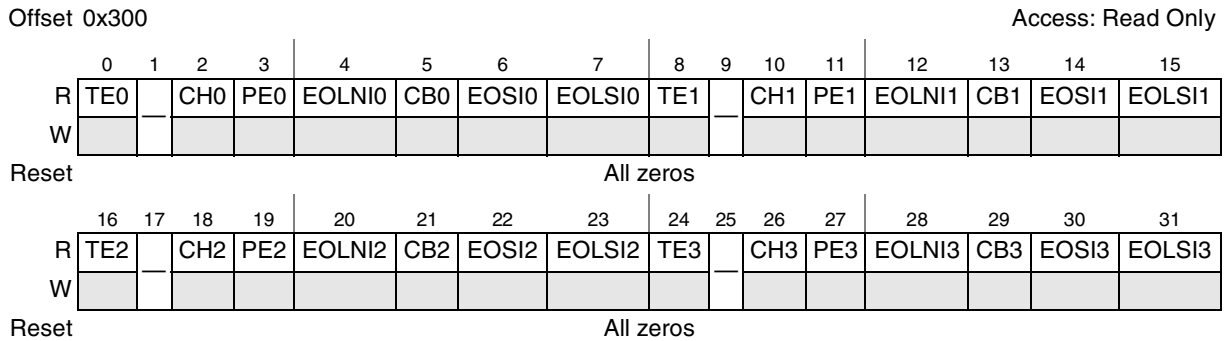 Offset 0x300 Access: Read Only
0 1 2 3 4 5 6 7 8 9 10 11 12 13 14 15
R TE0 — CH0 PE0 EOLNI0 CB0 EOSI0 EOLSI0 TE1 — CH1 PE1 EOLNI1 CB1 EOSI1 EOLSI1
W
Reset All zeros
16 17 18 19 20 21 22 23 24 25 26 27 28 29 30 31
R TE2 — CH2 PE2 EOLNI2 CB2 EOSI2 EOLSI2 TE3 — CH3 PE3 EOLNI3 CB3 EOSI3 EOLSI3
W
Reset All zeros